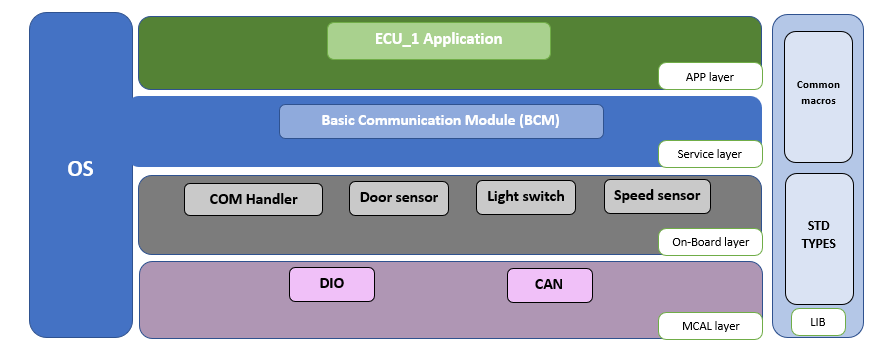 OS
ECU_1 Application
APP layer
Basic Communication Module (BCM)
Service layer
COM Handler
Door sensor
Light switch
Speed sensor
On-Board layer
DIO
CAN
MCAL layer
Common
macros
STD
TYPES
LIB